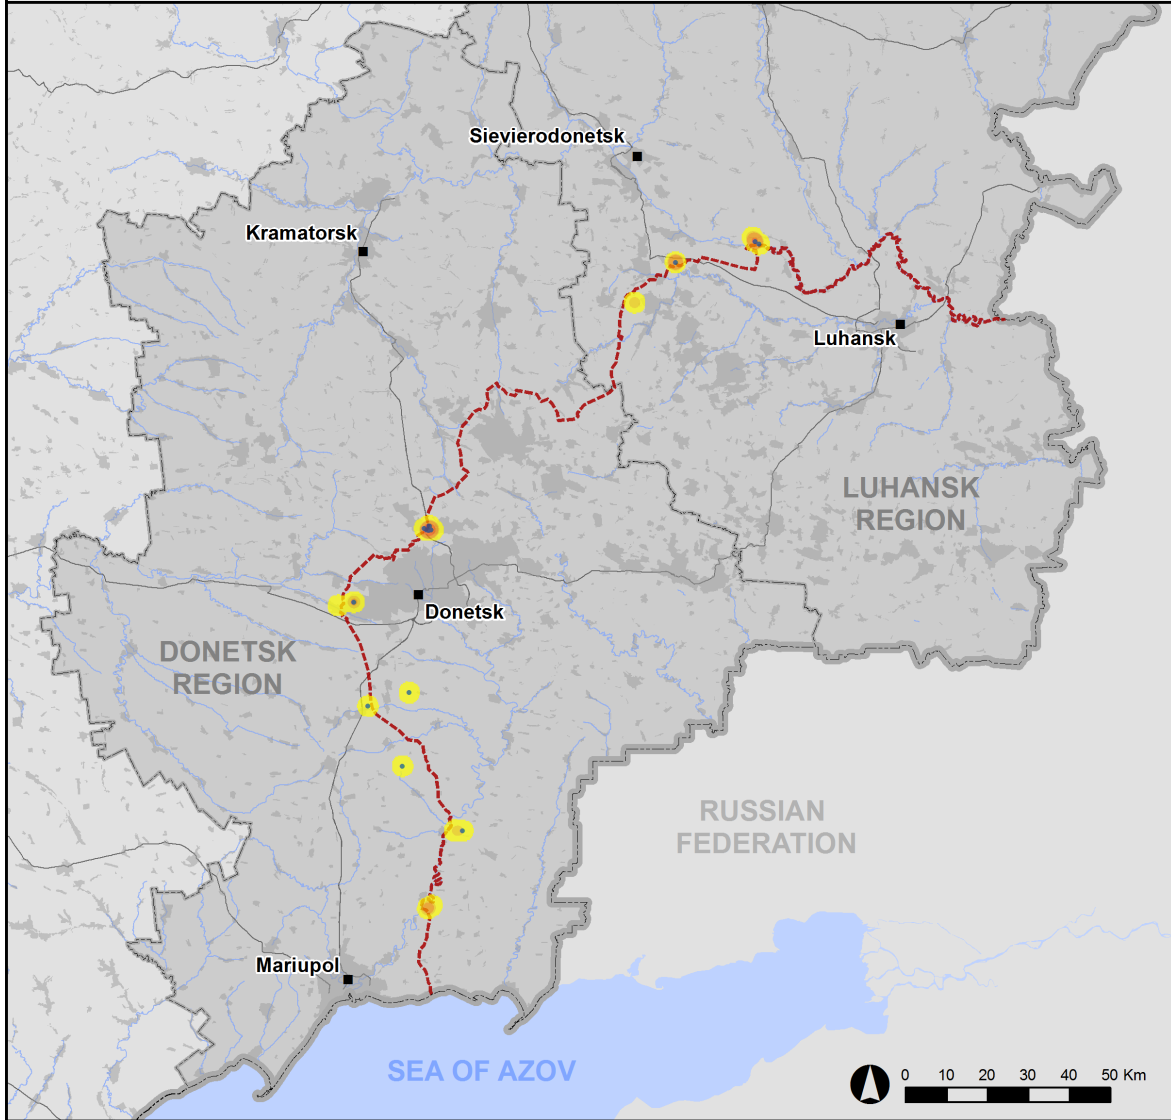 Sievierodonetsk
Kramatorsk
Luhansk
LUHANSK
REGION
Donetsk
DONETSK
REGION
RUSSIAN
FEDERATION
Mariupol
SEA OF AZOV
0 10 20 30 40 50 Km